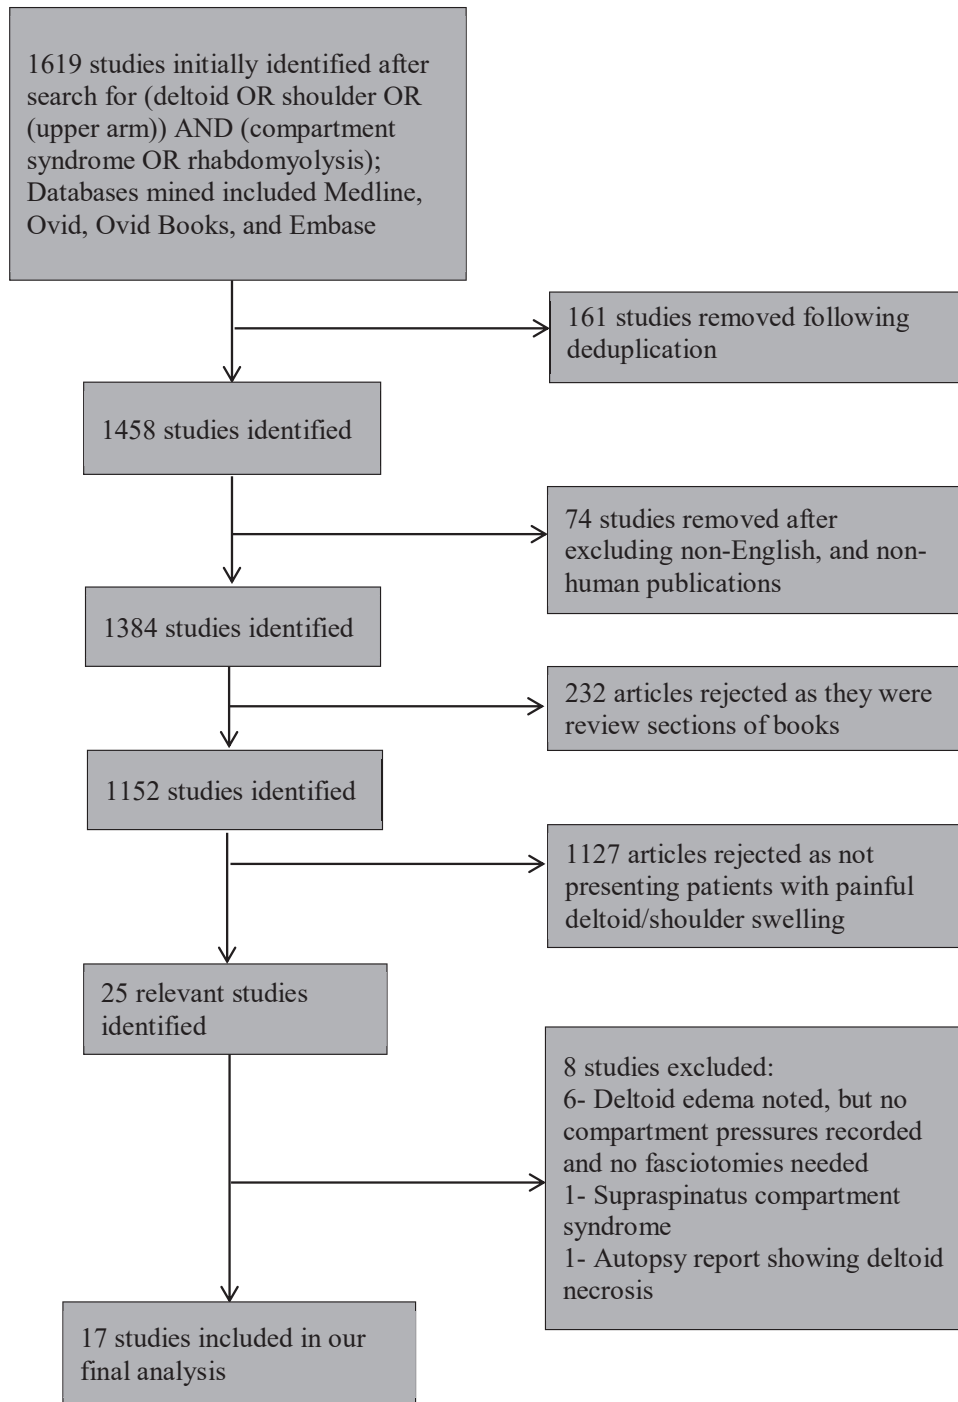 1619 studies initially identified after
search for (deltoid OR shoulder OR
(upper arm)) AND (compartment
syndrome OR rhabdomyolysis);
Databases mined included Medline,
Ovid, Ovid Books, and Embase
161 studies removed following
deduplication
1458 studies identified
74 studies removed after
excluding non-English, and non-
human publications
1384 studies identified
232 articles rejected as they were
review sections of books
1152 studies identified
1127 articles rejected as not
presenting patients with painful
deltoid/shoulder swelling
25 relevant studies
identified
8 studies excluded:
6- Deltoid edema noted, but no
compartment pressures recorded
and no fasciotomies needed
1- Supraspinatus compartment
syndrome
1- Autopsy report showing deltoid
necrosis
17 studies included in our
final analysis